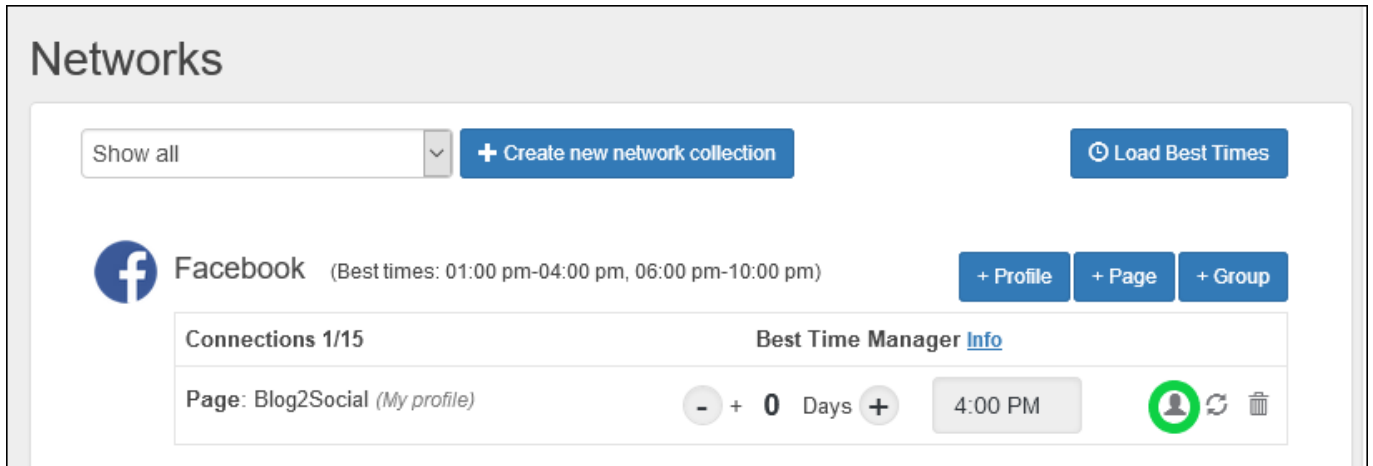 Networks
Show all
Create new network collection
Load Best Times
Facebook (Best times: 01:00 pm-04:00 pm, 06:00 pm-10:00 pm)
+ Profile
+ Page
+ Group
Connections 1/15
Best Time Manager Info
Page: Blog2Social (My profile)
- + 0 Days +
4:00 PM